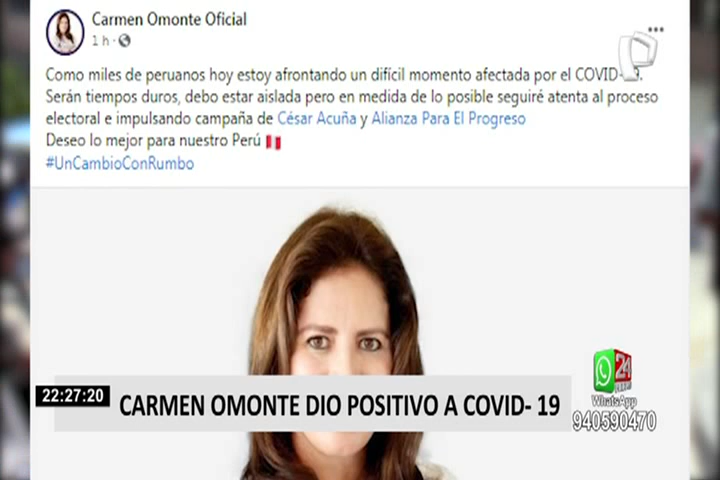 Carmen Omonte Oficial
1 h ·
Como miles de peruanos hoy estoy afrontando un difícil momento afectada por el COVID-19.
Serán tiempos duros, debo estar aislada pero en medida de lo posible seguiré atenta al proceso
electoral e impulsando campaña de César Acuña y Alianza Para El Progreso
Deseo lo mejor para nuestro Perú
#UnCambioConRumbo
22:27:20
CARMEN OMONTE DIO POSITIVO A COVID- 19
24
WhatsApp
940590470